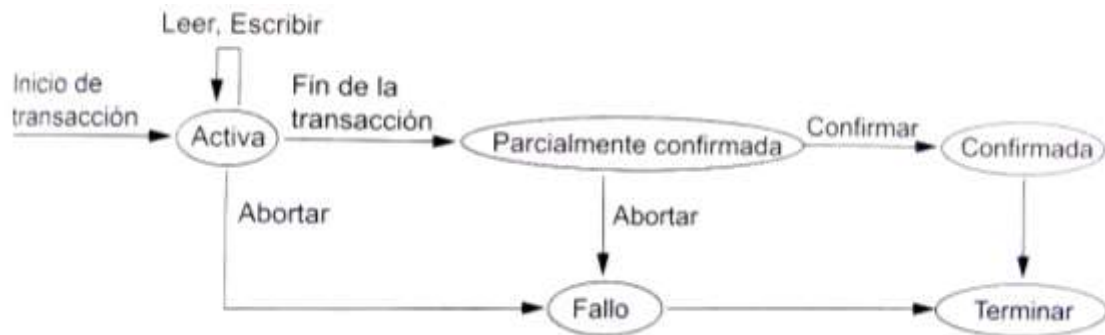 Leer, Escribir
Inicio de
transacción
Fin de la
transacción
Activa
Parcialmente confirmada
Confirmar
Confirmada
Abortar
Abortar
Fallo
Terminar